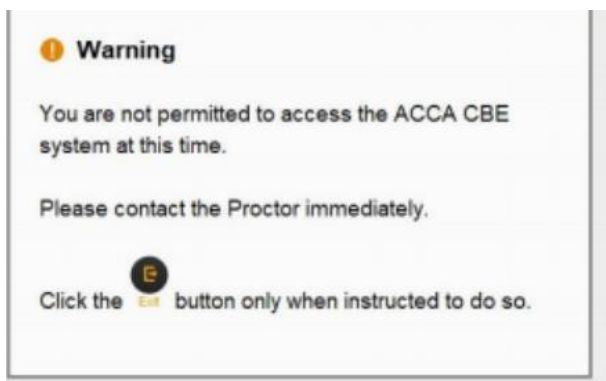 Warning
You are not permitted to access the ACCA CBE
system at this time.
Please contact the Proctor immediately.
Click the Exit button only when instructed to do so.